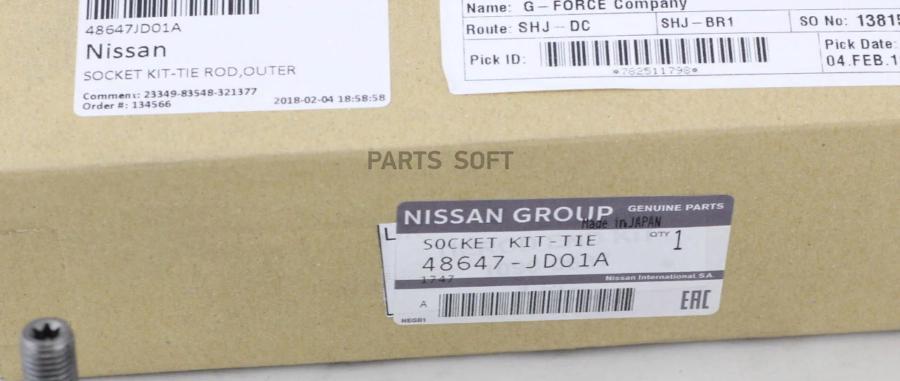 48647JD01A
Nissan
SOCKET KIT-TIE ROD,OUTER
Comment: 23349-83548-321377
Order #: 134566
2018-02-04 18:58:58
Name: G - FORCE Company
Route: SHJ - DC
SHJ - BR1
SO No: 13815
Pick ID:
*782511798*
Pick Date:
04.FEB.1
PARTS SOFT
NISSAN GROUP
GENUINE PARTS
Made in JAPAN
SOCKET KIT-TIE
QTY 1
48647-JD01A
1747
Nissan International S.A.
A
EAC
NEGB1